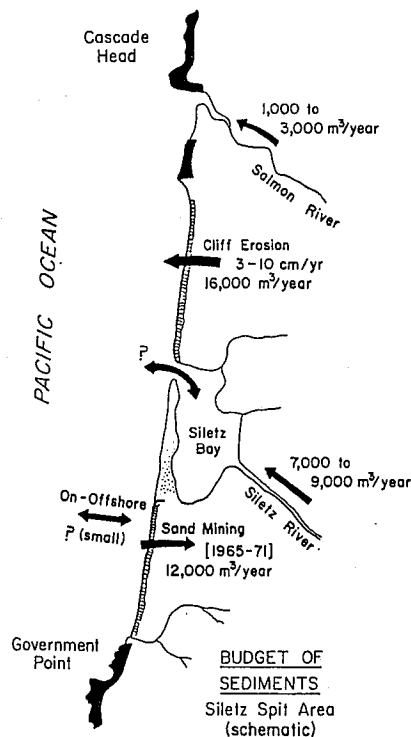 Cascade
Head
1,000 to
3,000 m³/year
Salmon River
PACIFIC OCEAN
Cliff Erosion
3-10 cm/yr
16,000 m³/year
?
Siletz
Bay
7,000 to
9,000 m³/year
Siletz River
On-Offshore
? (small)
Sand Mining
[1965-71]
12,000 m³/year
Government
Point
BUDGET OF
SEDIMENTS
Siletz Spit Area
(schematic)